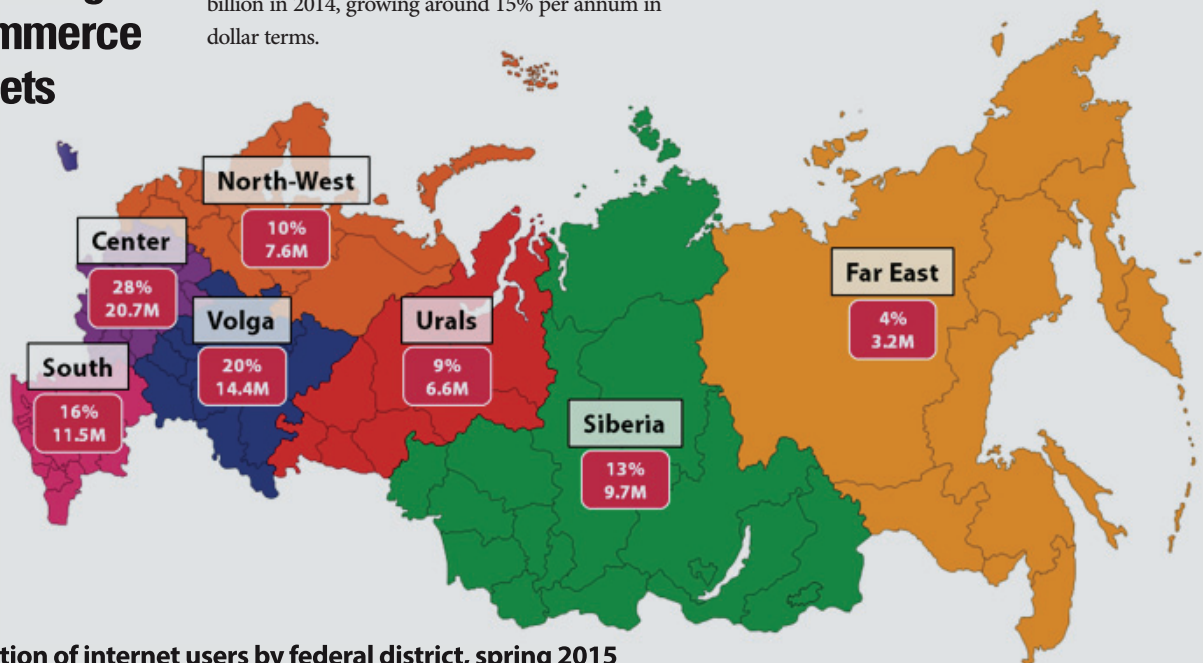 mmerce
ets
billion in 2014, growing around 15% per annum in
dollar terms.
North-West
10%
7.6M
Center
28%
20.7M
Volga
20%
14.4M
Urals
9%
6.6M
South
16%
11.5M
Siberia
13%
9.7M
Far East
4%
3.2M
tion of internet users by federal district, spring 2015